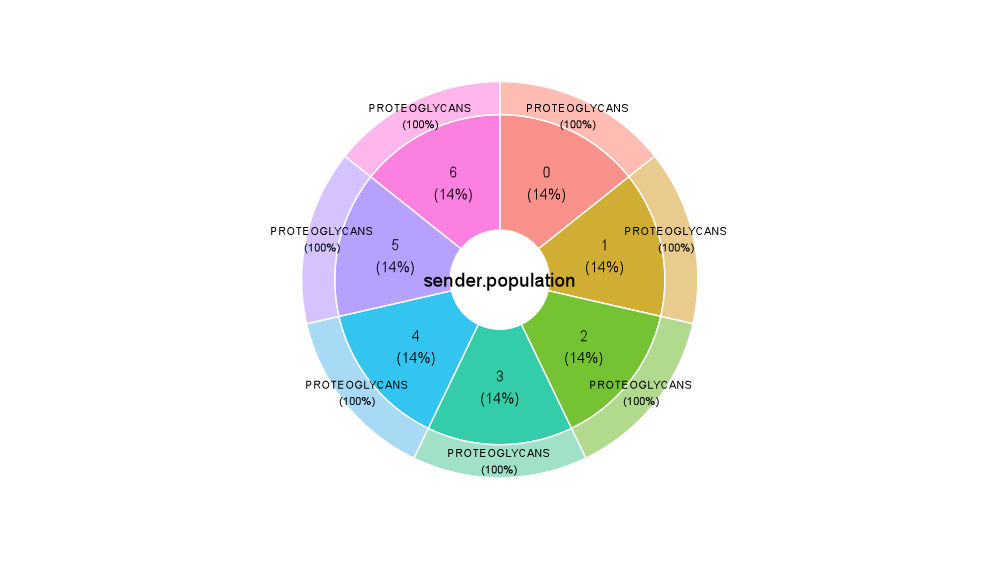 PROTEOGLYCANS
(100%)
PROTEOGLYCANS
(100%)
6
(14%)
0
(14%)
PROTEOGLYCANS
(100%)
5
(14%)
1
(14%)
PROTEOGLYCANS
(100%)
sender.population
4
(14%)
2
(14%)
3
(14%)
PROTEOGLYCANS
(100%)
PROTEOGLYCANS
(100%)
PROTEOGLYCANS
(100%)